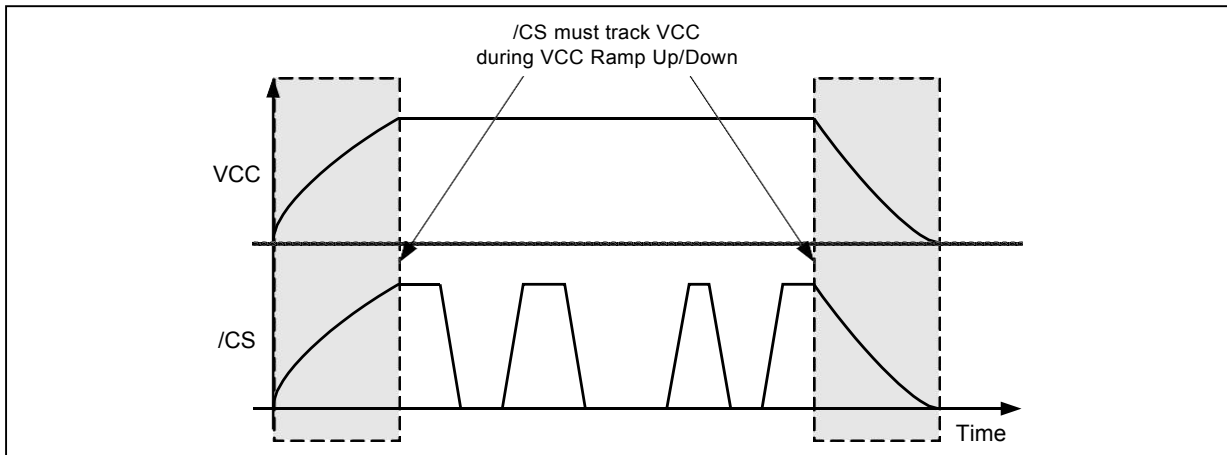 /CS must track VCC
during VCC Ramp Up/Down
VCC
/CS
Time